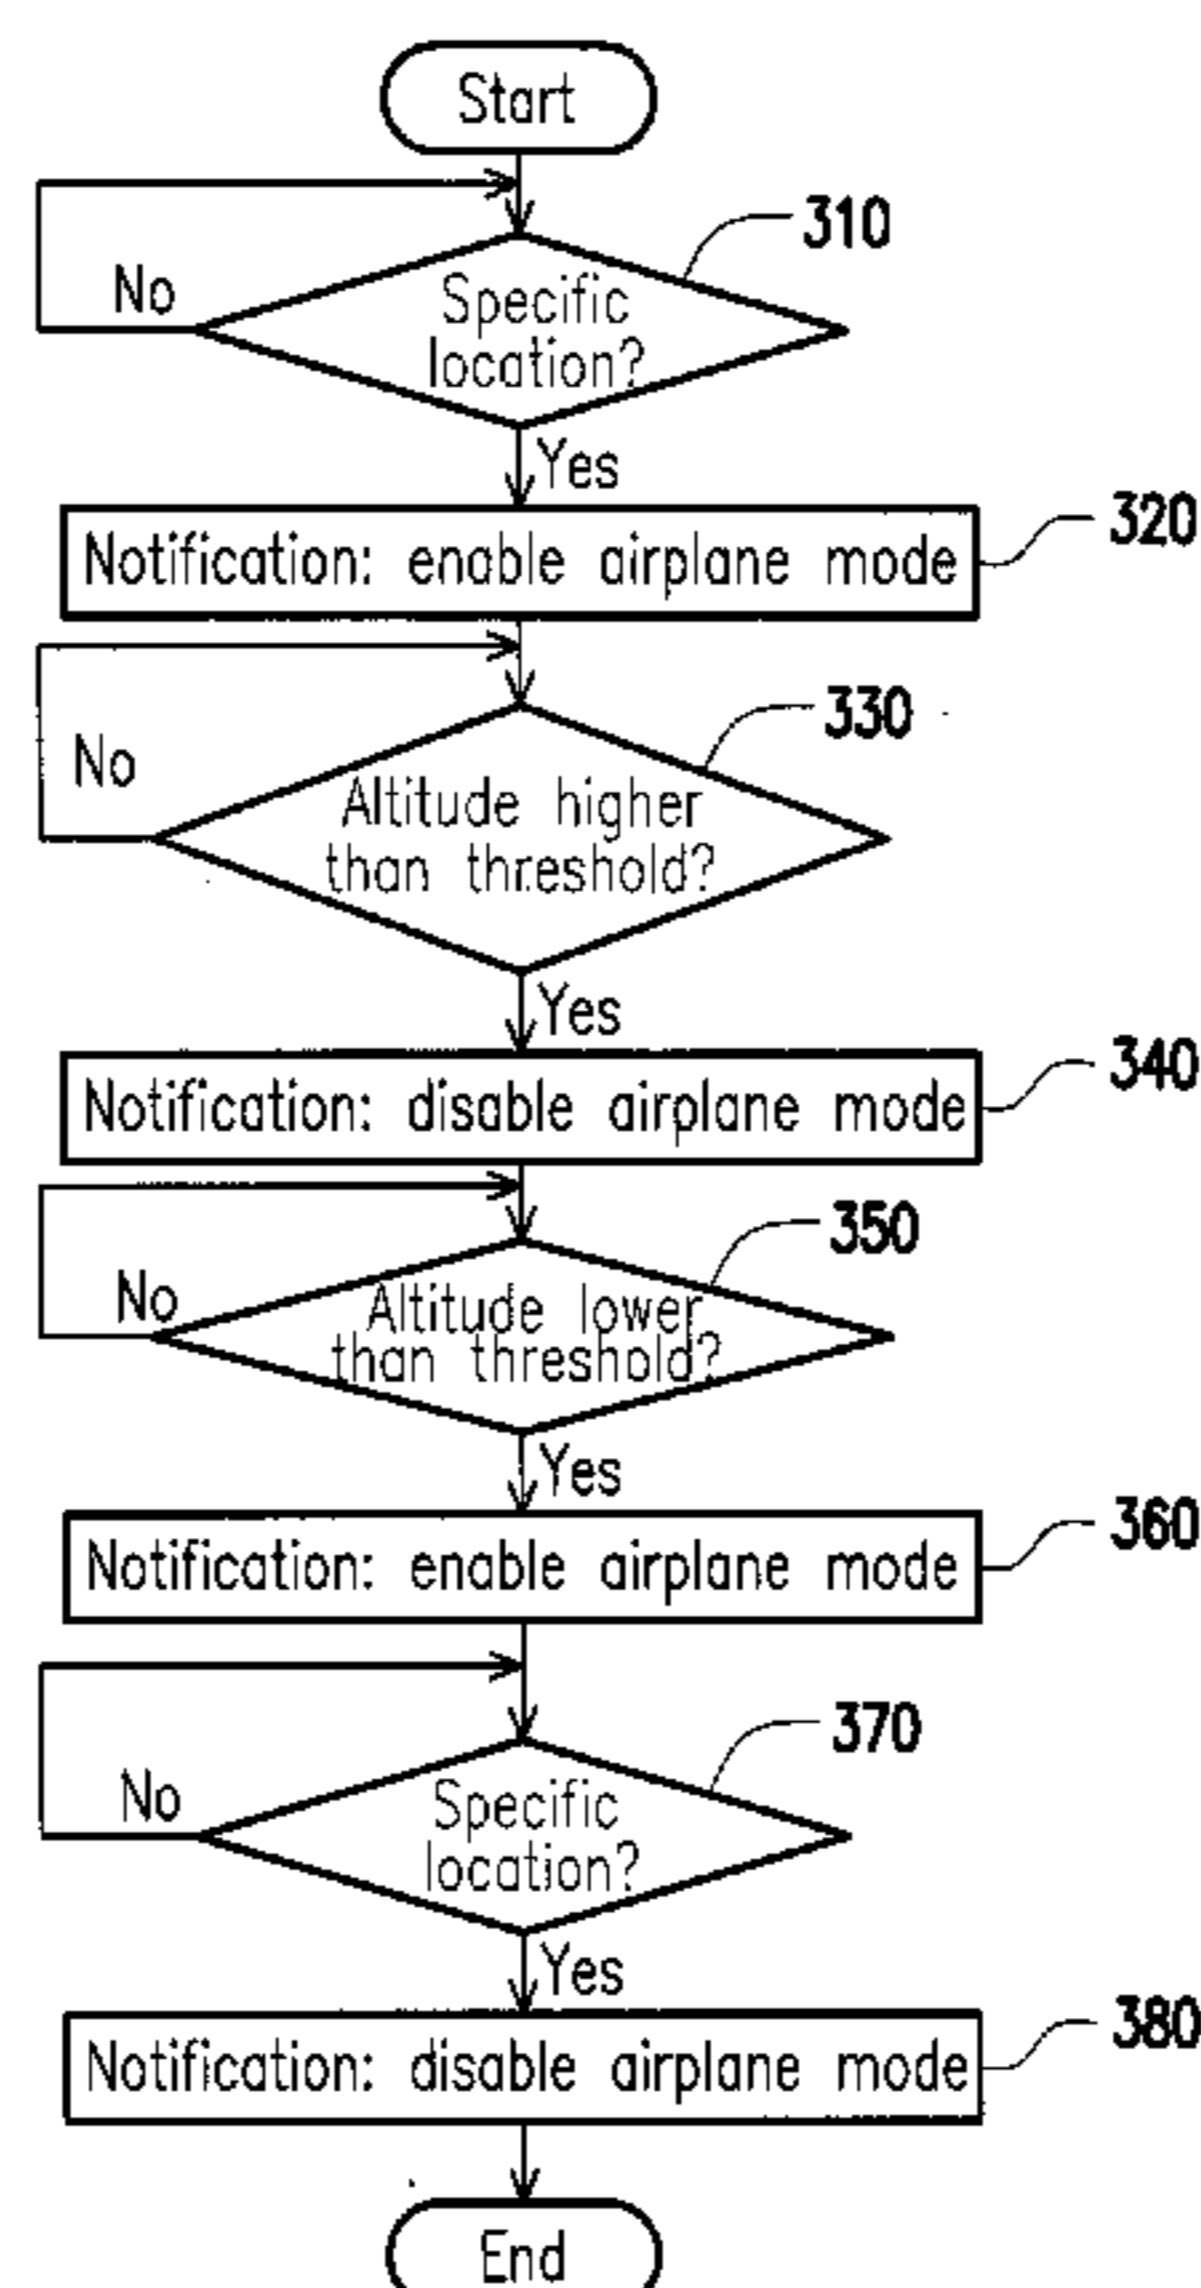 Start
310
No
Specific
location?
Yes
320
Notification: enable airplane mode
330
No
Altitude higher
than threshold?
Yes
340
Notification: disable airplane mode
350
No
Altitude lower
than threshold?
Yes
360
Notification: enable airplane mode
370
No
Specific
location?
Yes
380
Notification: disable airplane mode
End